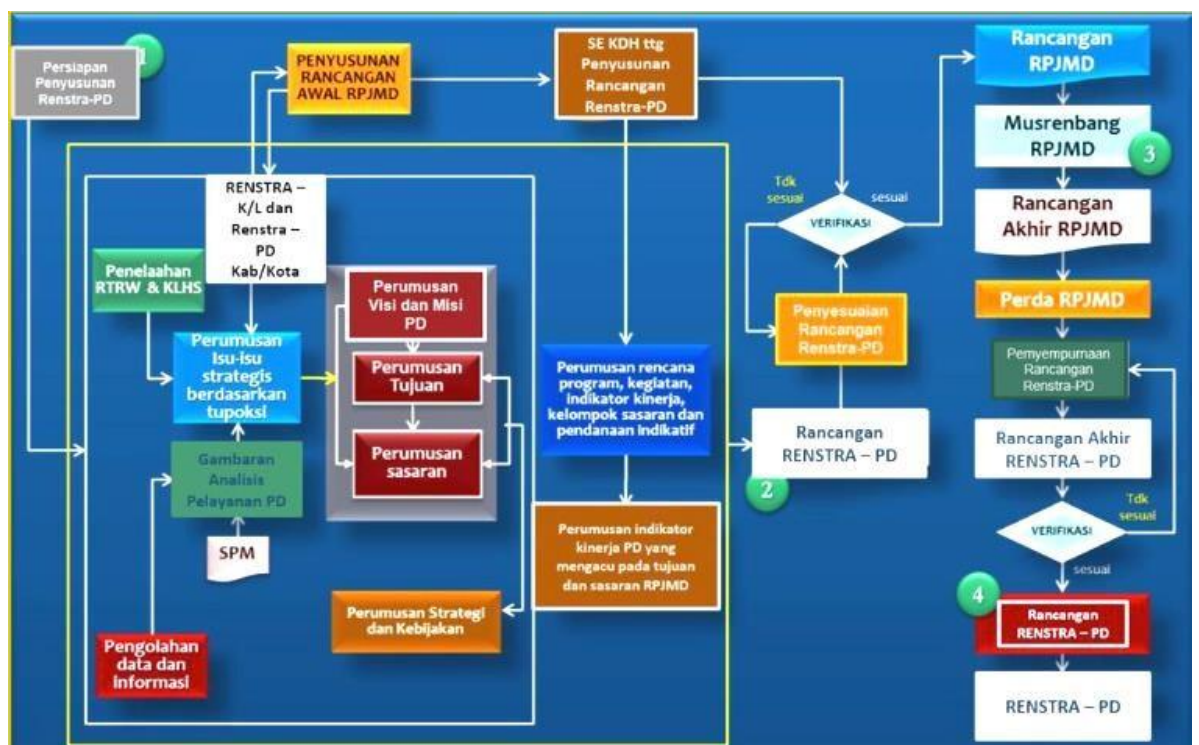 1
Persiapan
Penyusunan
Renstra-PD
PENYUSUNAN
RANCANGAN
AWAL RPJMD
SE KDH ttg
Penyusunan
Rancangan
Renstra-PD
Rancangan
RPJMD
Musrenbang
RPJMD
3
Rancangan
Akhir RPJMD
Perda RPJMD
Pemyempumaan
Rancangan
Renstra-PD
Rancangan Akhir
RENSTRA – PD
Tdk
sesuai
VERIFIKASI
sesuai
4
Rancangan
RENSTRA – PD
RENSTRA – PD
RENSTRA –
K/L dan
Renstra –
PD
Kab/Kota
Penelaahan
RTRW & KLHS
Perumusan
Isu-isu
strategis
berdasarkan
tupoksi
Gambaran
Analisis
Pelayanan PD
SPM
Pengolahan
data dan
informasi
Perumusan
Visi dan Misi
PD
Perumusan
Tujuan
Perumusan
sasaran
Perumusan Strategi
dan Kebijakan
Perumusan rencana
program, kegiatan,
indikator kinerja,
kelompok sasaran dan
pendanaan indikatif
Perumusan indikator
kinerja PD yang
mengacu pada tujuan
dan sasaran RPJMD
Tdk
sesuai
sesuai
VERIFIKASI
Penyesuaian
Rancangan
Renstra-PD
Rancangan
RENSTRA – PD
2